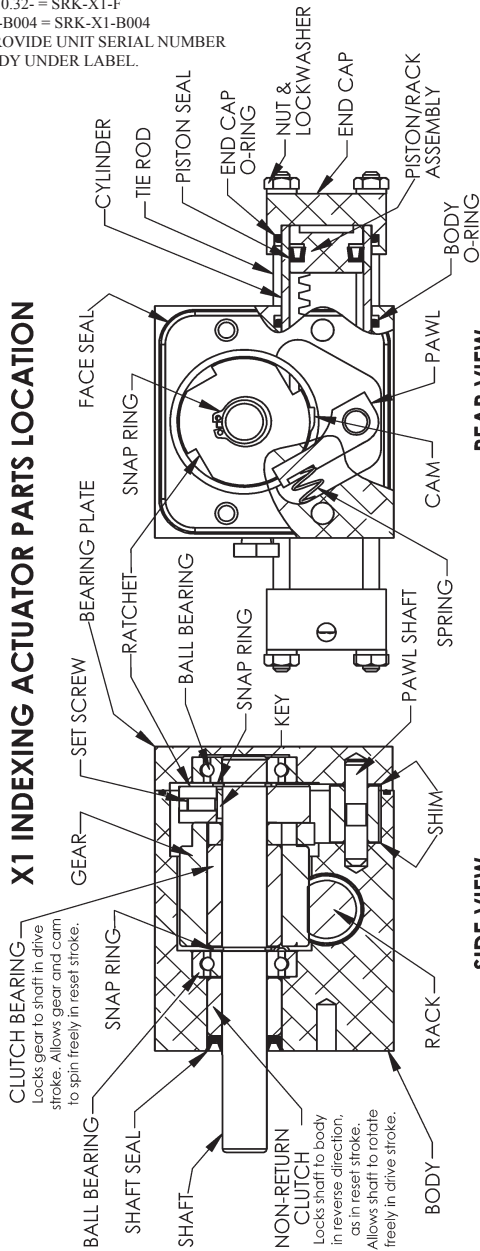 0.32- = SRK-X1-F
-B004 = SRK-X1-B004
ROVIDE UNIT SERIAL NUMBER
DY UNDER LABEL.
X1 INDEXING ACTUATOR PARTS LOCATION
CLUTCH BEARING
Locks gear to shaft in drive
stroke. Allows gear and cam
to spin freely in reset stroke.
GEAR
SET SCREW
BEARING PLATE
RATCHET
BALL BEARING
SNAP RING
KEY
SNAP RING
BALL BEARING
SHAFT SEAL
SHAFT
NON-RETURN
CLUTCH
Locks shaft to body
in reverse direction,
as in reset stroke.
Allows shaft to rotate
freely in drive stroke.
BODY
RACK
SHIM
PAWL SHAFT
SIDE VIEW
SNAP RING
FACE SEAL
CYLINDER
TIE ROD
PISTON SEAL
END CAP
O-RING
NUT &
LOCKWASHER
END CAP
PISTON/RACK
ASSEMBLY
BODY
O-RING
PAWL
CAM
SPRING
REAR VIEW